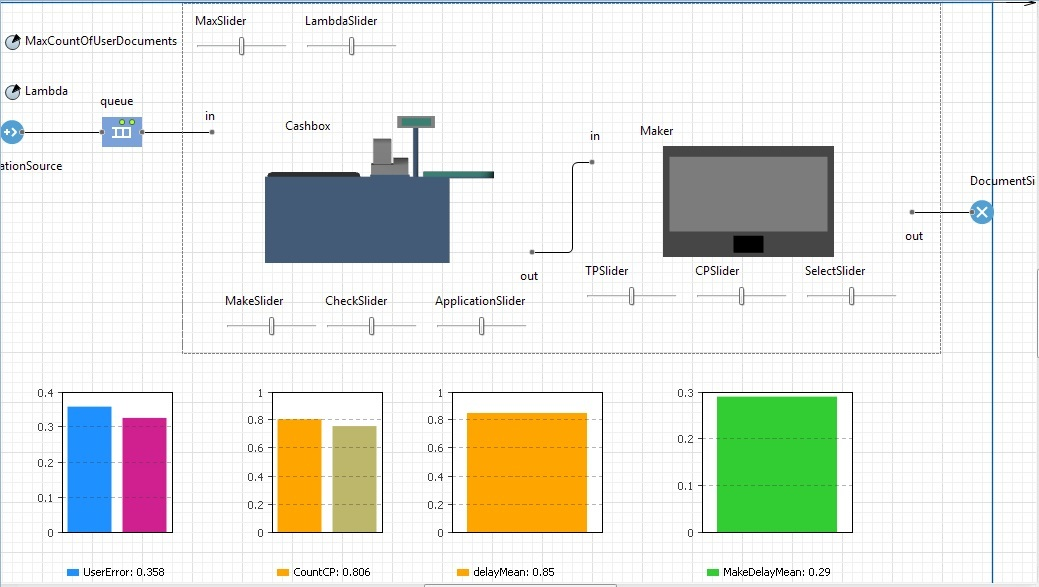 MaxSlider LambdaSlider
MaxCountOfUserDocuments
Lambda
queue
in
Cashbox
in
Maker
ationSource
DocumentSi
out
out
TPSlider CPSlider SelectSlider
MakeSlider CheckSlider ApplicationSlider
0.4 1 1 0.3
0.3 0.8 0.8
0.2 0.6 0.6 0.2
0.1 0.4 0.4 0.1
0.2 0.2
0 0 0 0
UserError: 0.358 CountCP: 0.806 delayMean: 0.85 MakeDelayMean: 0.29